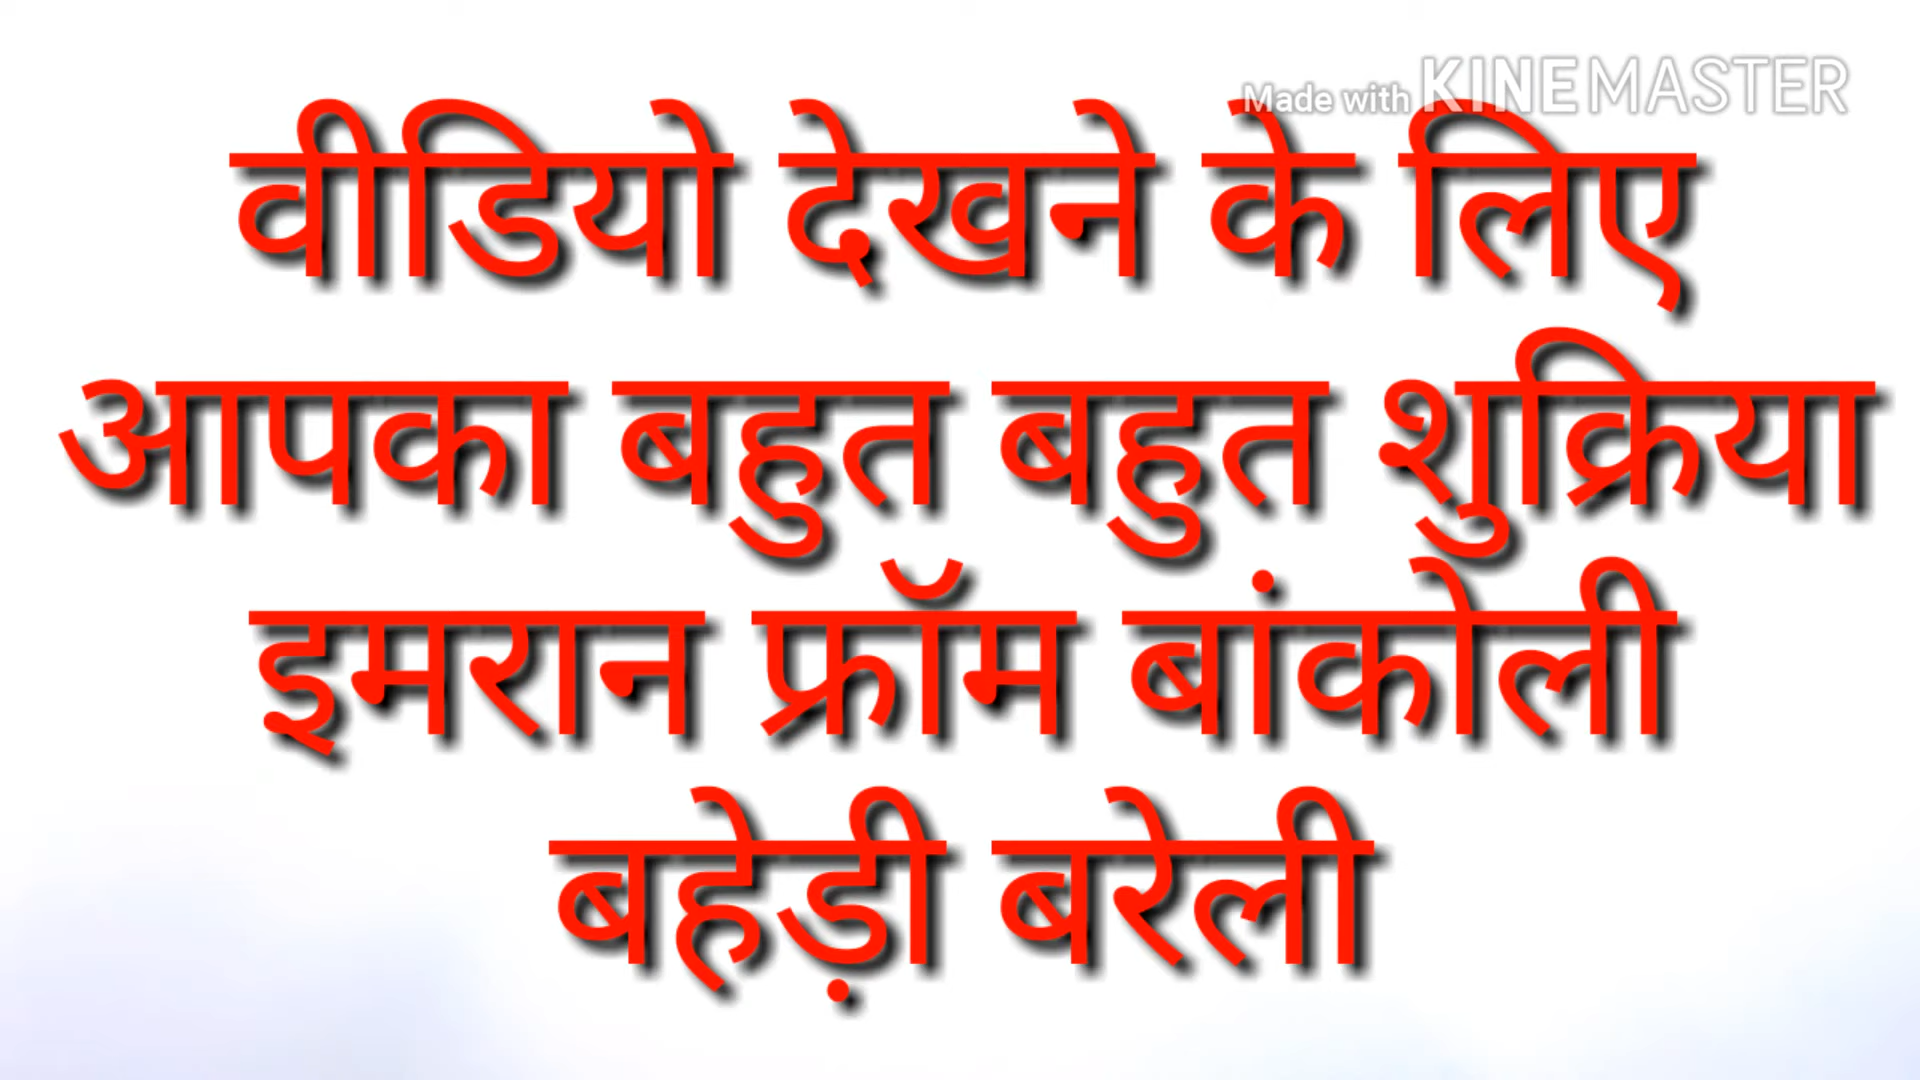 Made with KINEMASTER
वीडियो देखने के लिए
आपका बहुत बहुत शुक्रिया
इमरान फ्रॉम बांकोली
बहेड़ी बरेली